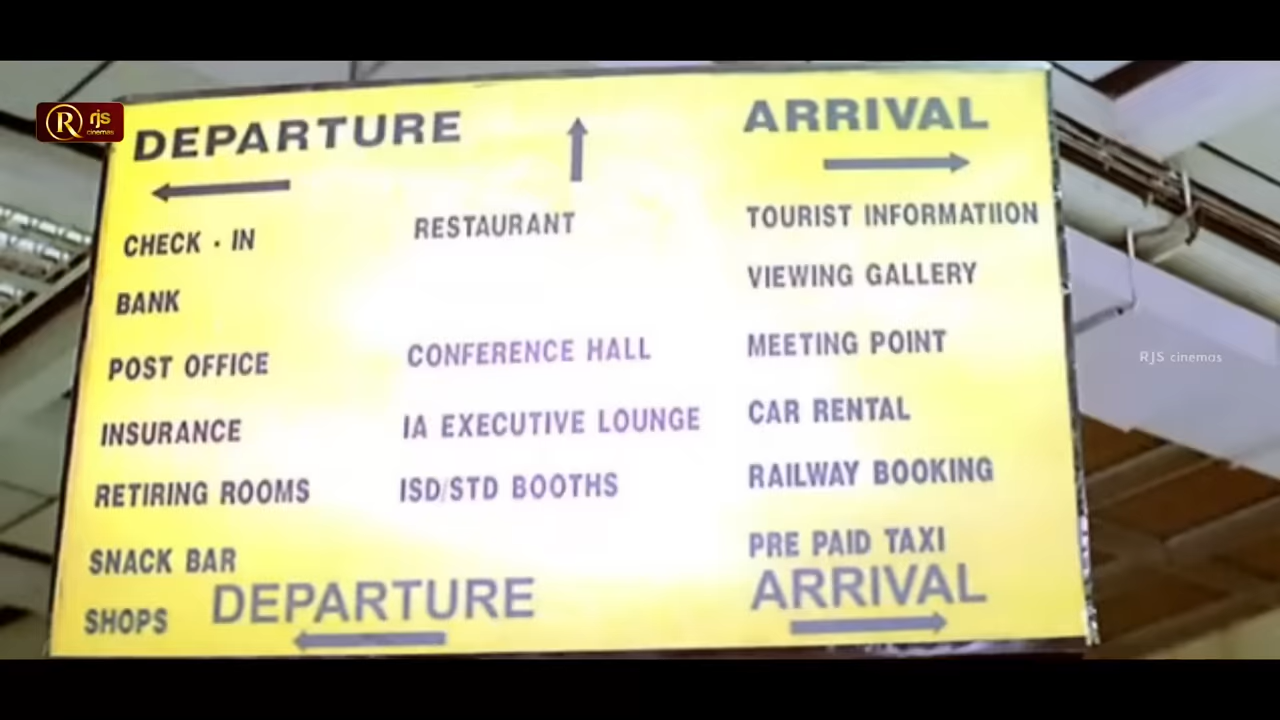 R rjs
cinemas
DEPARTURE
CHECK - IN
BANK
POST OFFICE
INSURANCE
RETIRING ROOMS
SNACK BAR
SHOPS
DEPARTURE
RESTAURANT
CONFERENCE HALL
IA EXECUTIVE LOUNGE
ISD/STD BOOTHS
ARRIVAL
TOURIST INFORMATIION
VIEWING GALLERY
MEETING POINT
CAR RENTAL
RAILWAY BOOKING
PRE PAID TAXI
ARRIVAL
RJS cinemas